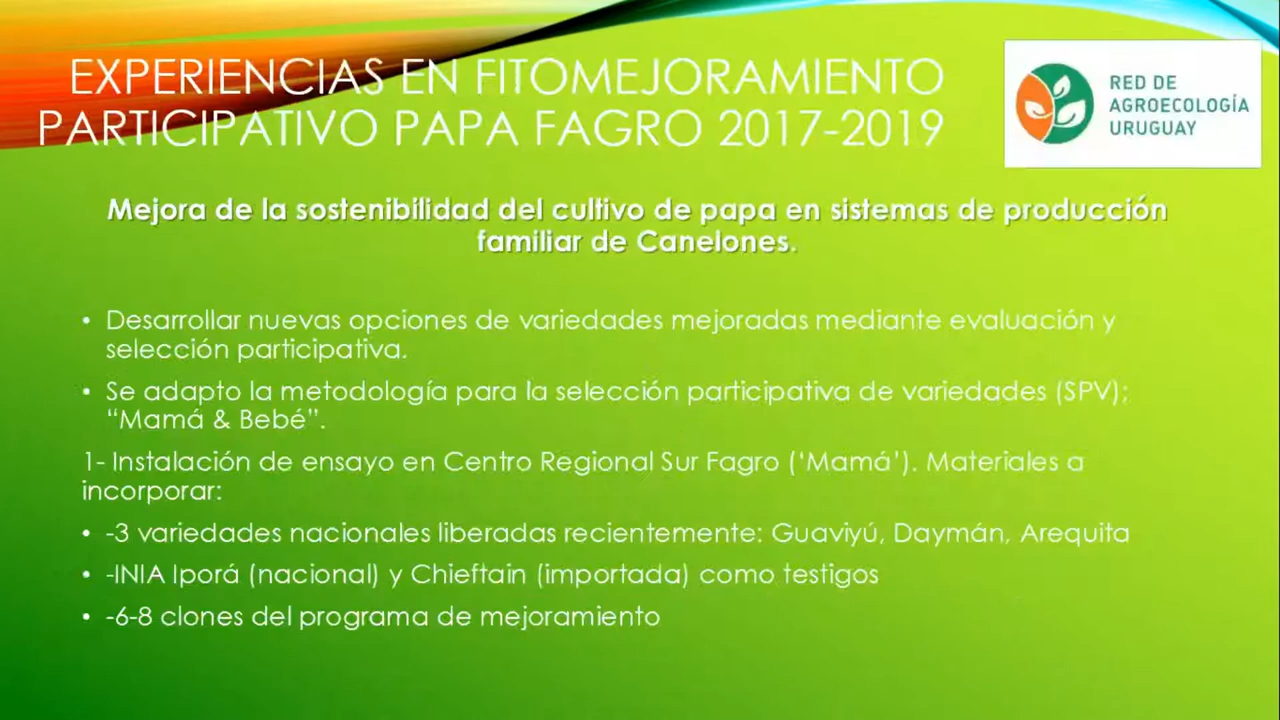 EXPERIENCIAS EN FITOMEJORAMIENTO
PARTICIPATIVO PAPA FAGRO 2017-2019
RED DE
AGROECOLOGÍA
URUGUAY
Mejora de la sostenibilidad del cultivo de papa en sistemas de producción
familiar de Canelones.
• Desarrollar nuevas opciones de variedades mejoradas mediante evaluación y
selección participativa.
• Se adapto la metodología para la selección participativa de variedades (SPV);
“Mamá & Bebé”.
1- Instalación de ensayo en Centro Regional Sur Fagro (‘Mamá’). Materiales a
incorporar:
• -3 variedades nacionales liberadas recientemente: Guaviyú, Daymán, Arequita
• -INIA Iporá (nacional) y Chieftain (importada) como testigos
• -6-8 clones del programa de mejoramiento